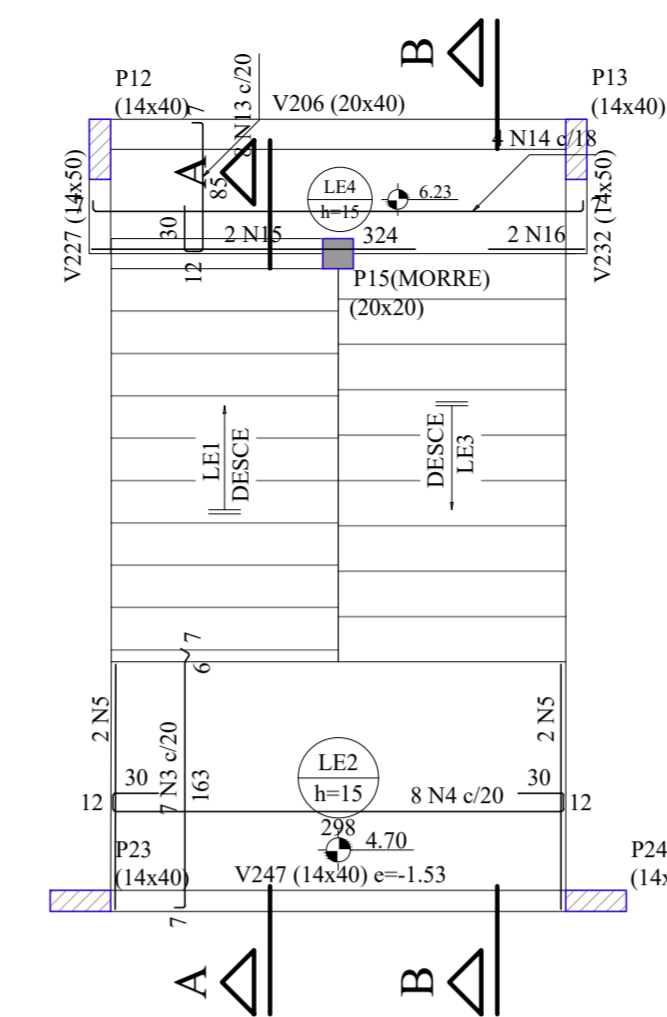 B
P12
(14x40)
7
8 N13 c/20
V206 (20x40)
P13
(14x40)
4 N14 c/18
A
85
LE4
h=15
6.23
7
V227 (14x50)
30
12
2 N15
324
2 N16
V232 (14x50)
P15(MORRE)
(20x20)
LE1
DESCE
DESCE
LE3
7
6
2 N5
7 N3 c/20
163
2 N5
LE2
h=15
30
12
8 N4 c/20
30
12
298
4.70
P23
(14x40)
V247 (14x40) e=-1.53
P24
7
A
B